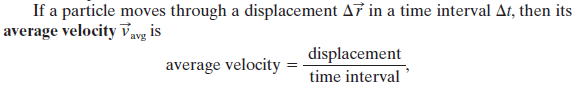 If a particle moves through a displacement Δr⃗ in a time interval Δt, then its
average velocity v⃗avg is
average velocity = displacement / time interval,